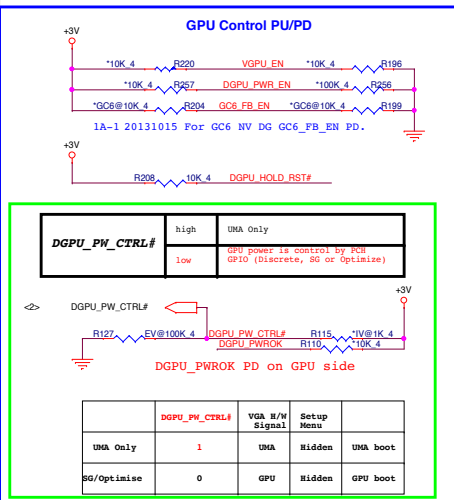 GPU Control PU/PD
+3V
*10K_4 R220 VGPU_EN *10K_4 R196
*10K_4 R257 DGPU_PWR_EN *100K_4 R256
*GC6@10K_4 R204 GC6_FB_EN *GC6@10K_4 R199
1A-1 20131015 For GC6 NV DG GC6_FB_EN PD.
+3V
R208 10K_4 DGPU_HOLD_RST#
DGPU_PW_CTRL#
high UMA Only
low GPU power is control by PCH
GPIO (Discrete, SG or Optimize)
+3V
<2> DGPU_PW_CTRL#
R127 EV@100K_4 DGPU_PW_CTRL# R115 *IV@1K_4
DGPU_PWROK R110 *10K_4
DGPU_PWROK PD on GPU side
DGPU_PW_CTRL# VGA H/W Signal Setup Menu
UMA Only 1 UMA Hidden UMA boot
SG/Optimise 0 GPU Hidden GPU boot